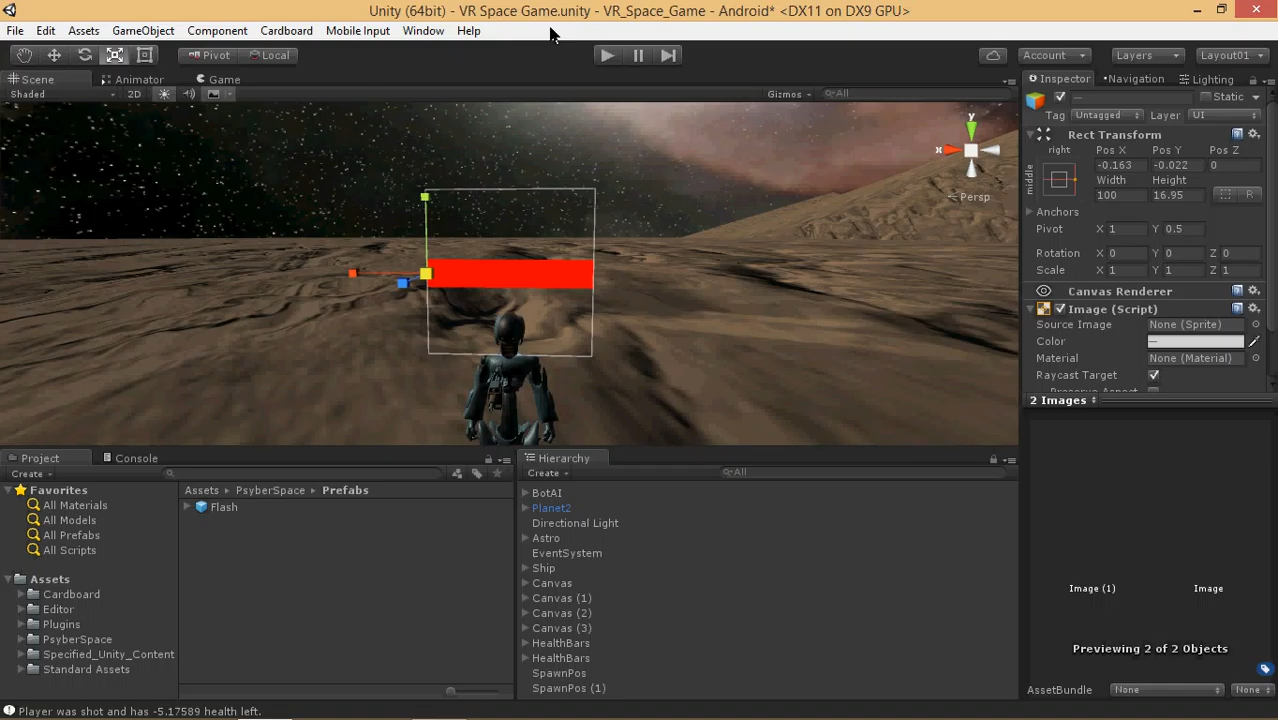 Unity (64bit) - VR Space Game.unity - VR_Space_Game - Android* <DX11 on DX9 GPU>
File Edit Assets GameObject Component Cardboard Mobile Input Window Help
Pivot Local Account Layers Layout01
Scene Animator Game
Shaded 2D Gizmos All
y
x
Persp
Inspector Navigation Lighting
Static
Tag Untagged Layer UI
Rect Transform
right Pos X Pos Y Pos Z
middle -0.163 -0.022 0
Width Height
100 16.95 R
Anchors
Pivot X 1 Y 0.5
Rotation X 0 Y 0 Z 0
Scale X 1 Y 1 Z 1
Canvas Renderer
Image (Script)
Source Image None (Sprite)
Color
Material None (Material)
Raycast Target
2 Images
Image (1) Image
Previewing 2 of 2 Objects
AssetBundle None None
Project Console
Create
Favorites
All Materials
All Models
All Prefabs
All Scripts
Assets
Cardboard
Editor
Plugins
PsyberSpace
Specified_Unity_Content
Standard Assets
Assets PsyberSpace Prefabs
Flash
Hierarchy
Create All
BotAI
Planet2
Directional Light
Astro
EventSystem
Ship
Canvas
Canvas (1)
Canvas (2)
Canvas (3)
HealthBars
HealthBars
SpawnPos
SpawnPos (1)
Player was shot and has -5.17589 health left.